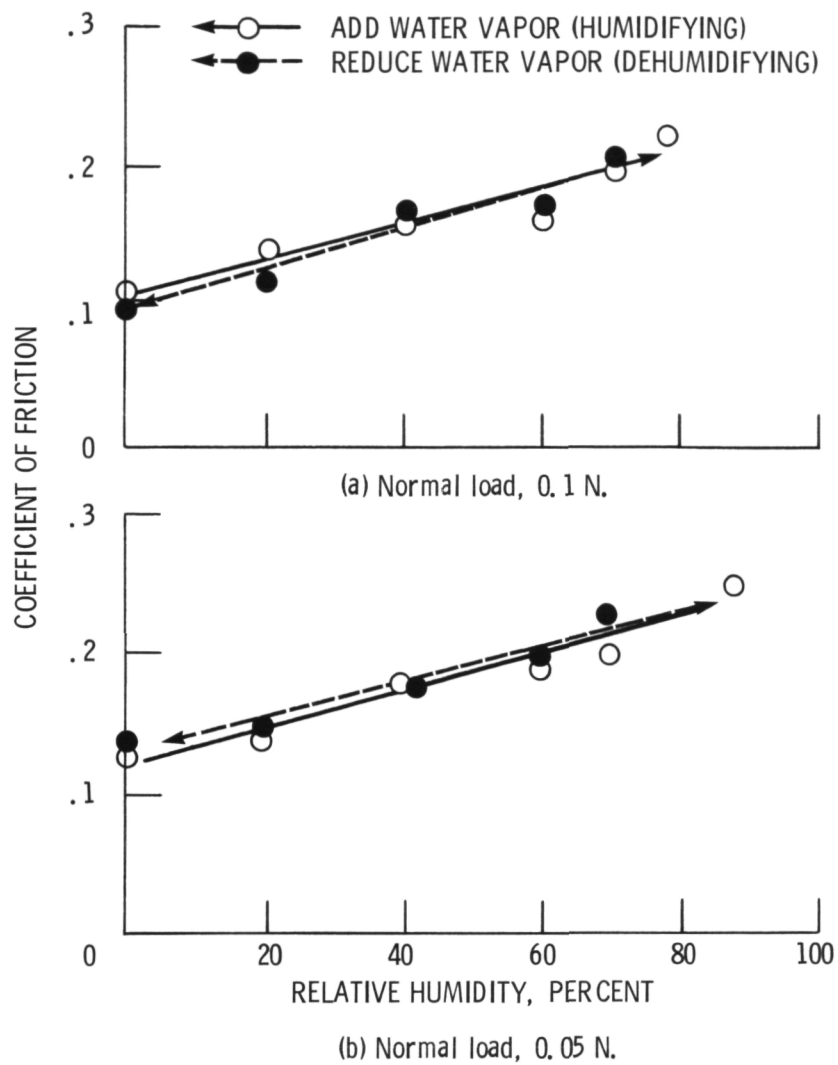 .3
ADD WATER VAPOR (HUMIDIFYING)
REDUCE WATER VAPOR (DEHUMIDIFYING)
.2
.1
0
(a) Normal load, 0.1 N.
COEFFICIENT OF FRICTION
.3
.2
.1
0 20 40 60 80 100
RELATIVE HUMIDITY, PERCENT
(b) Normal load, 0.05 N.